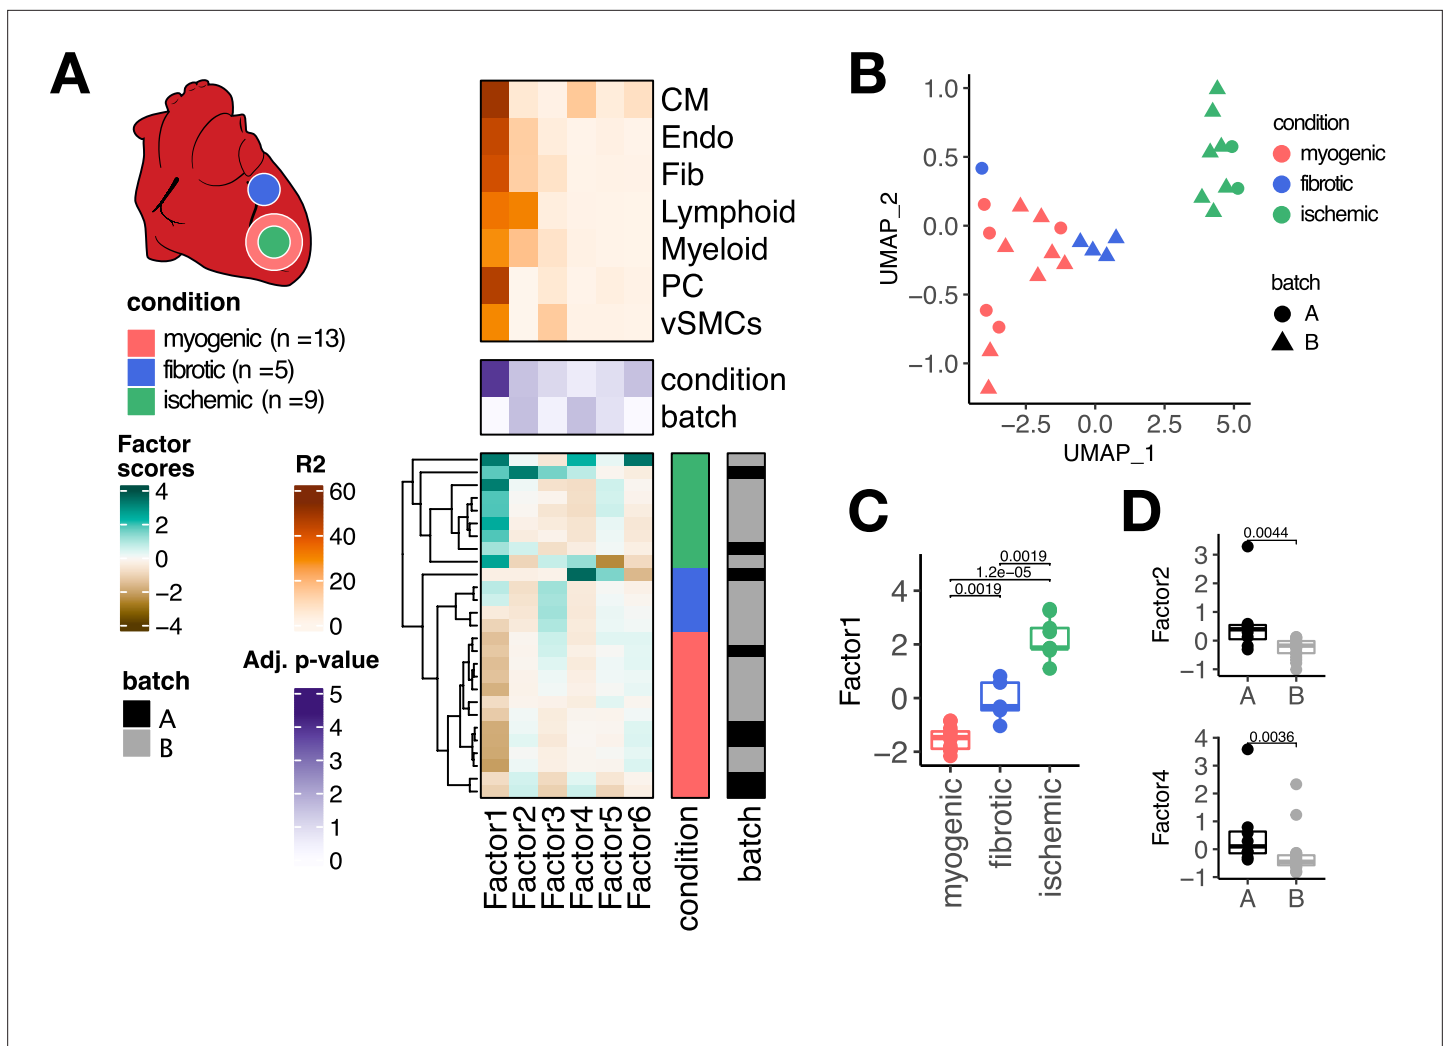 A
CM
Endo
Fib
Lymphoid
Myeloid
PC
vSMCs
condition
batch
condition
myogenic (n =13)
fibrotic (n =5)
ischemic (n =9)
Factor
scores
4
2
0
−2
−4
R2
60
40
20
0
batch
A
B
Adj. p-value
5
4
3
2
1
0
Factor1
Factor2
Factor3
Factor4
Factor5
Factor6
condition
batch
B
UMAP_2
1.0
0.5
0.0
−0.5
−1.0
−2.5
0.0
2.5
5.0
UMAP_1
condition
myogenic
fibrotic
ischemic
batch
A
B
C
Factor1
4
2
0
−2
0.0019
1.2e−05
0.0019
myogenic
fibrotic
ischemic
D
Factor2
3
2
1
0
−1
0.0044
A
B
Factor4
4
3
2
1
0
−1
0.0036
A
B